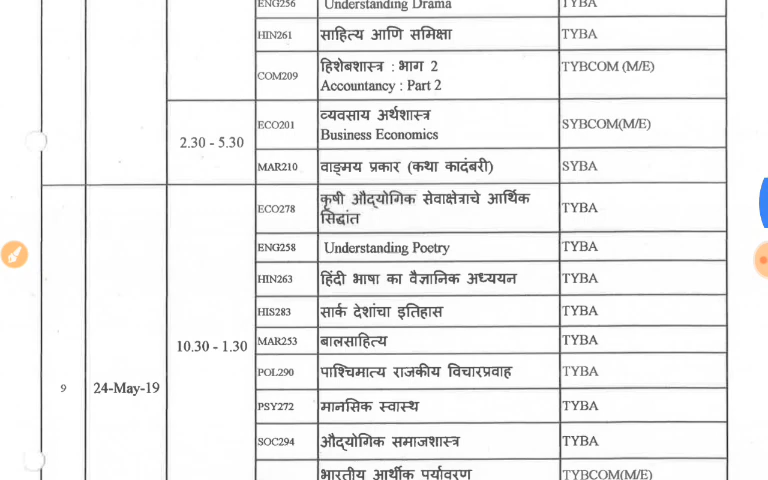 ENG256 Understanding Drama TYBA
HIN261 साहित्य आणि समिक्षा TYBA
COM209 हिशेबशास्त्र : भाग 2 TYBCOM (M/E)
Accountancy : Part 2
2.30 - 5.30 ECO201 व्यवसाय अर्थशास्त्र SYBCOM(M/E)
Business Economics
MAR210 वाङ्मय प्रकार (कथा कादंबरी) SYBA
9 24-May-19 10.30 - 1.30 ECO278 कृषी औद्योगिक सेवाक्षेत्राचे आर्थिक TYBA
सिद्धांत
ENG258 Understanding Poetry TYBA
HIN263 हिंदी भाषा का वैज्ञानिक अध्ययन TYBA
HIS283 सार्क देशांचा इतिहास TYBA
MAR253 बालसाहित्य TYBA
POL290 पाश्चिमात्य राजकीय विचारप्रवाह TYBA
PSY272 मानसिक स्वास्थ TYBA
SOC294 औद्योगिक समाजशास्त्र TYBA
भारतीय आर्थीक पर्यावरण TYBCOM(M/E)